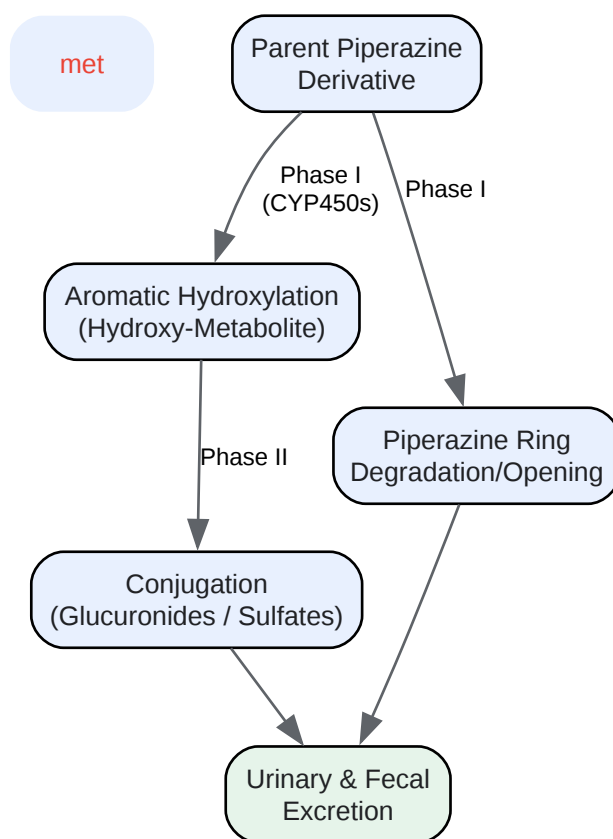 met
Parent Piperazine
Derivative
Phase I
(CYP450s)
Phase I
Aromatic Hydroxylation
(Hydroxy-Metabolite)
Piperazine Ring
Degradation/Opening
Phase II
Conjugation
(Glucuronides / Sulfates)
Urinary & Fecal
Excretion